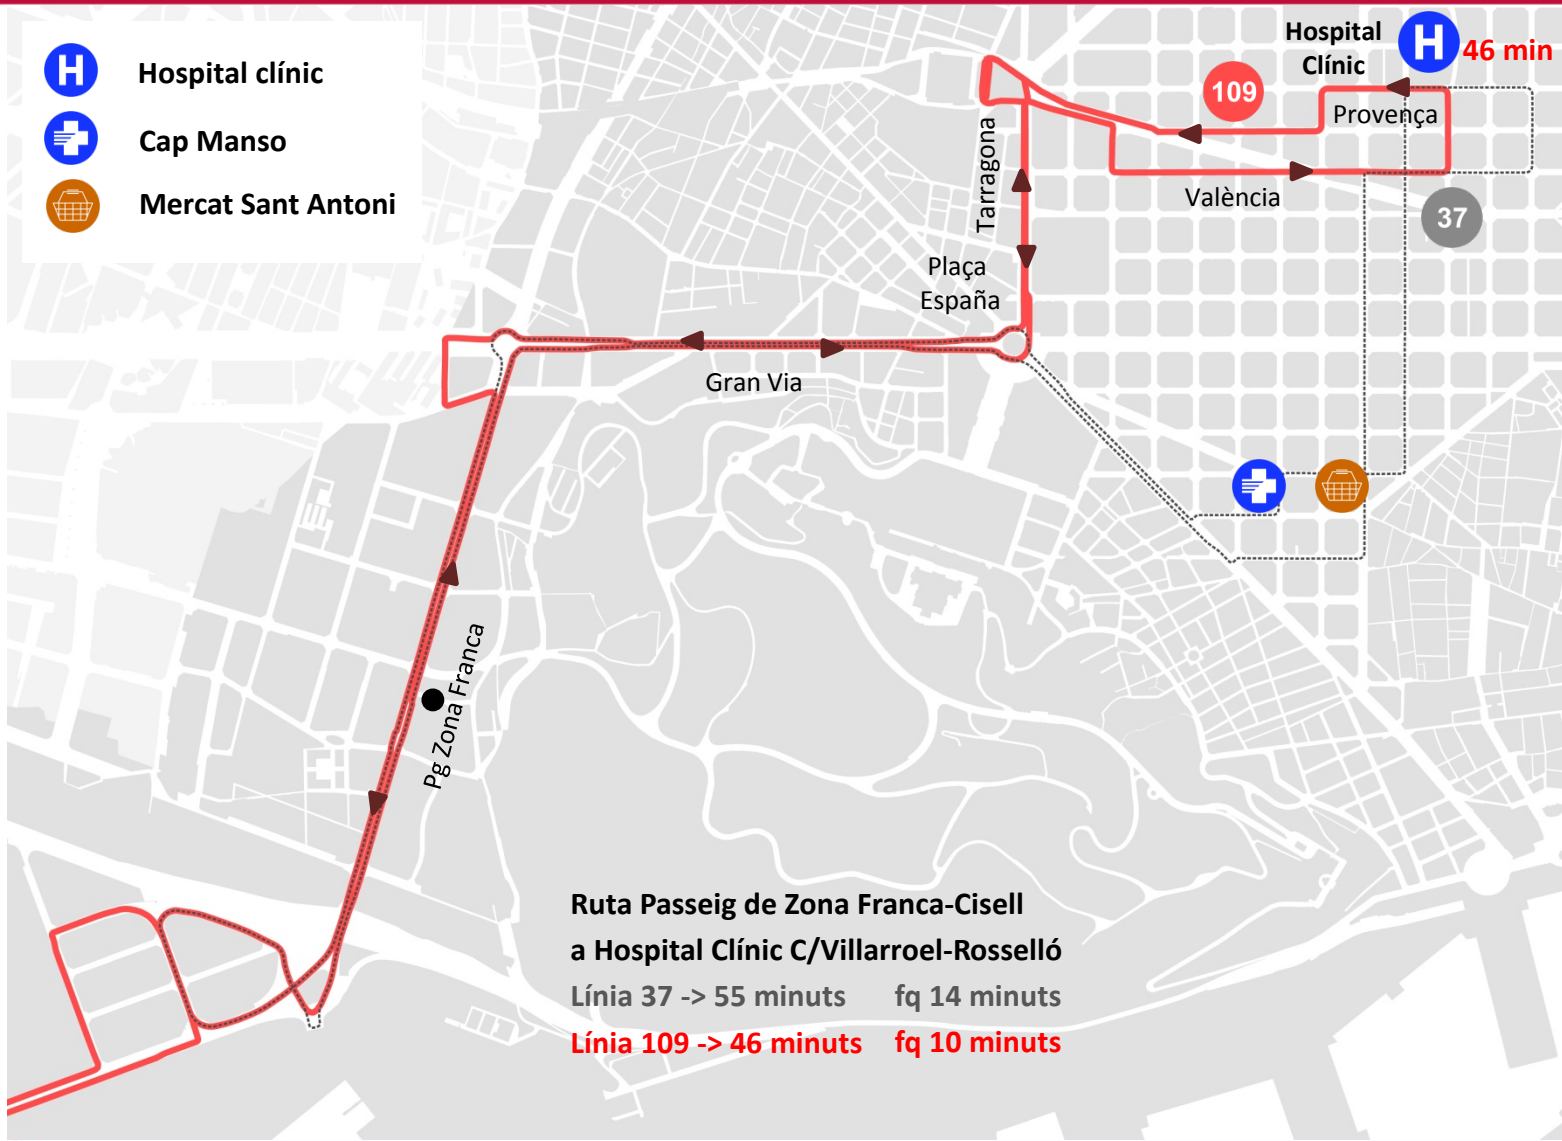 H
Hospital clínic
Cap Manso
Mercat Sant Antoni
Hospital
Clínic
H
46 min
109
Provença
València
37
Tarragona
Plaça
España
Gran Via
Pg Zona Franca
Ruta Passeig de Zona Franca-Cisell
a Hospital Clínic C/Villarroel-Rosselló
Línia 37 -> 55 minuts fq 14 minuts
Línia 109 -> 46 minuts fq 10 minuts